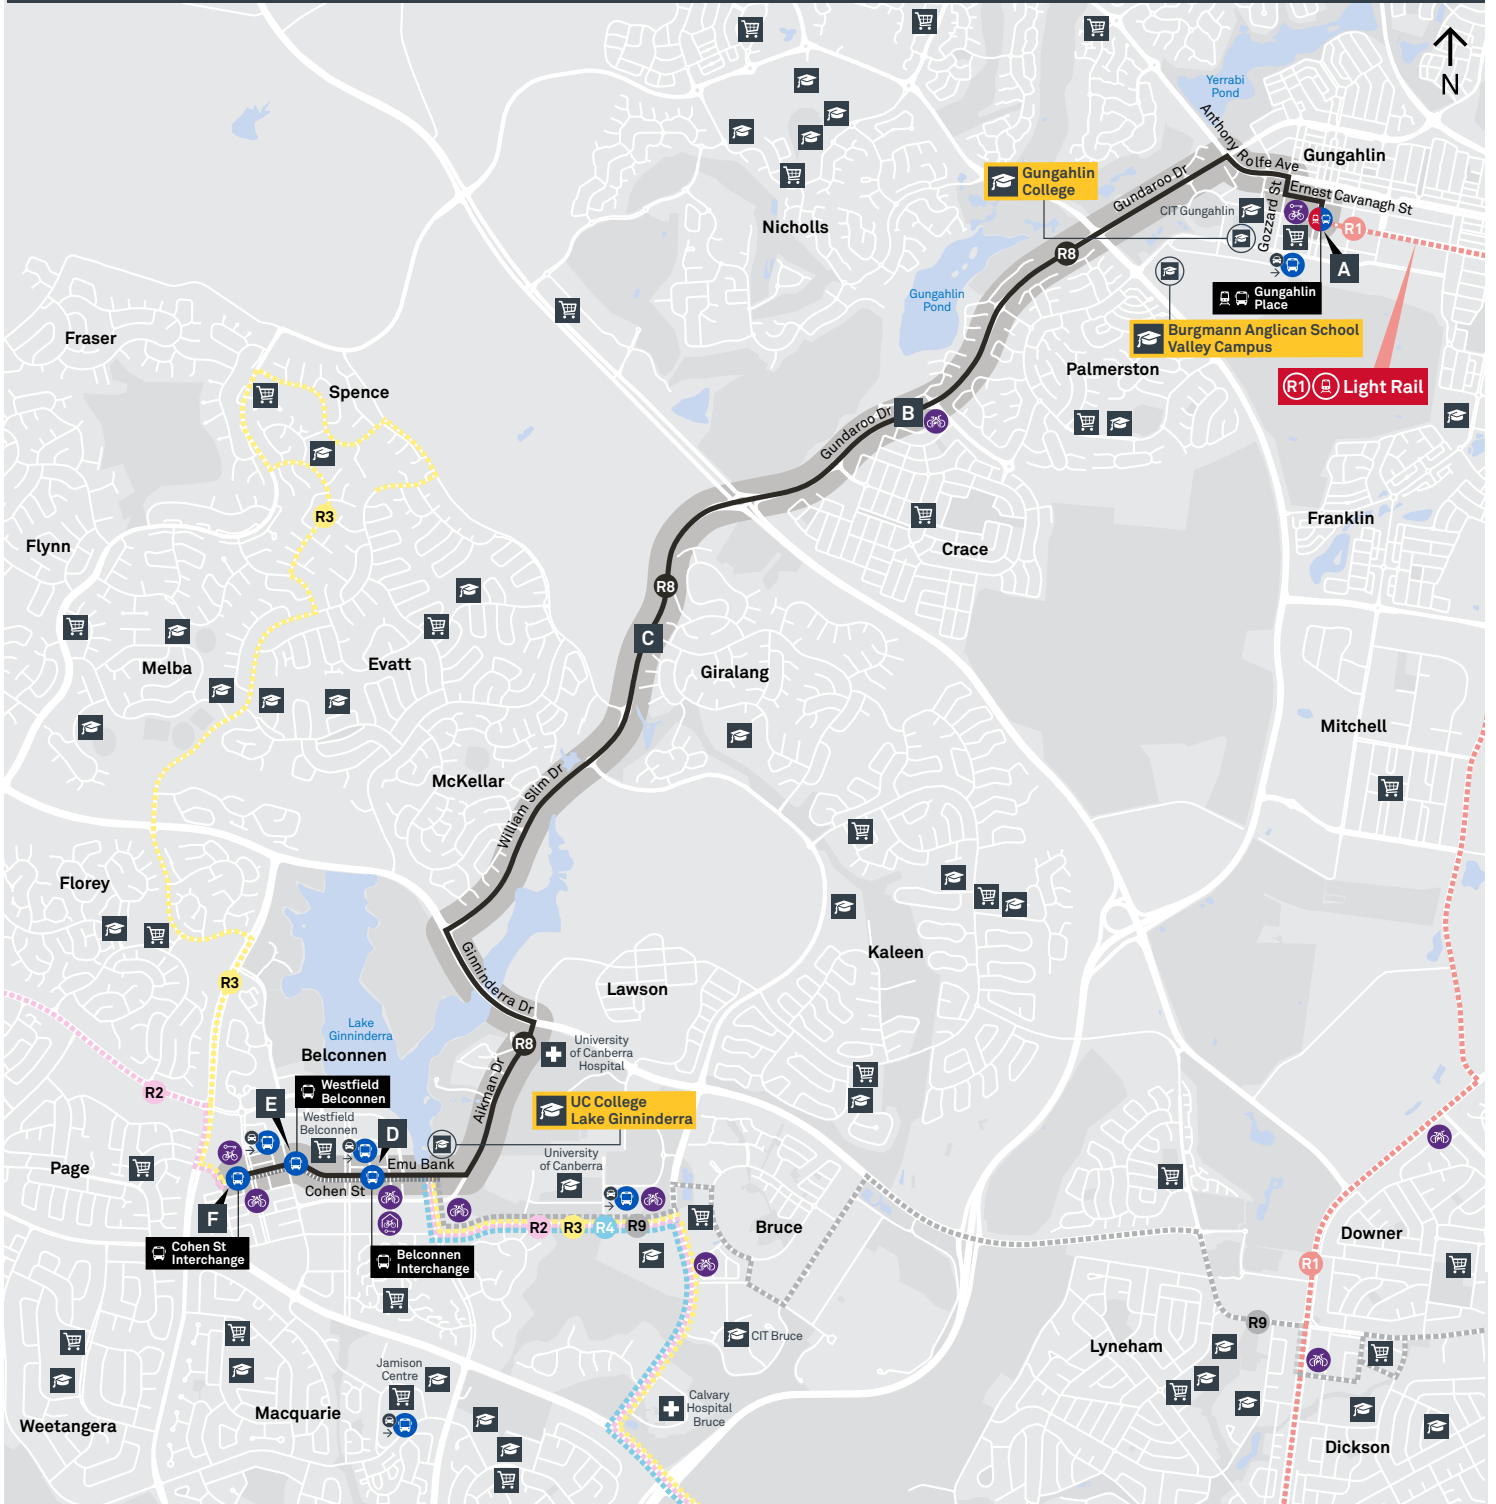 N
Yerrabi
Pond
Anthony Rolfe Ave
Gungahlin
Gungahlin
College
Gundaroo Dr
Ernest Cavanagh St
CIT Gungahlin
Gozzard St
R1
Nicholls
R8
A
Gungahlin
Place
Gungahlin
Pond
Burgmann Anglican School
Valley Campus
Fraser
Palmerston
Spence
R1 Light Rail
B
Gundaroo Dr
R3
Franklin
Flynn
Crace
R8
C
Melba
Evatt
Giralang
Mitchell
McKellar
William Slim Dr
Florey
Kaleen
Ginninderra Dr
R3
Lawson
Lake
Ginninderra
R8
University
of Canberra
Hospital
Belconnen
R2
Westfield
Belconnen
Aikman Dr
UC College
Lake Ginninderra
E
Westfield
Belconnen
D
Page
Emu Bank
University
of Canberra
Cohen St
F
R2
R3
R4
R9
Bruce
Downer
Cohen St
Interchange
Belconnen
Interchange
R1
R9
CIT Bruce
Lyneham
Jamison
Centre
Macquarie
Calvary
Hospital
Bruce
Weetangera
Dickson